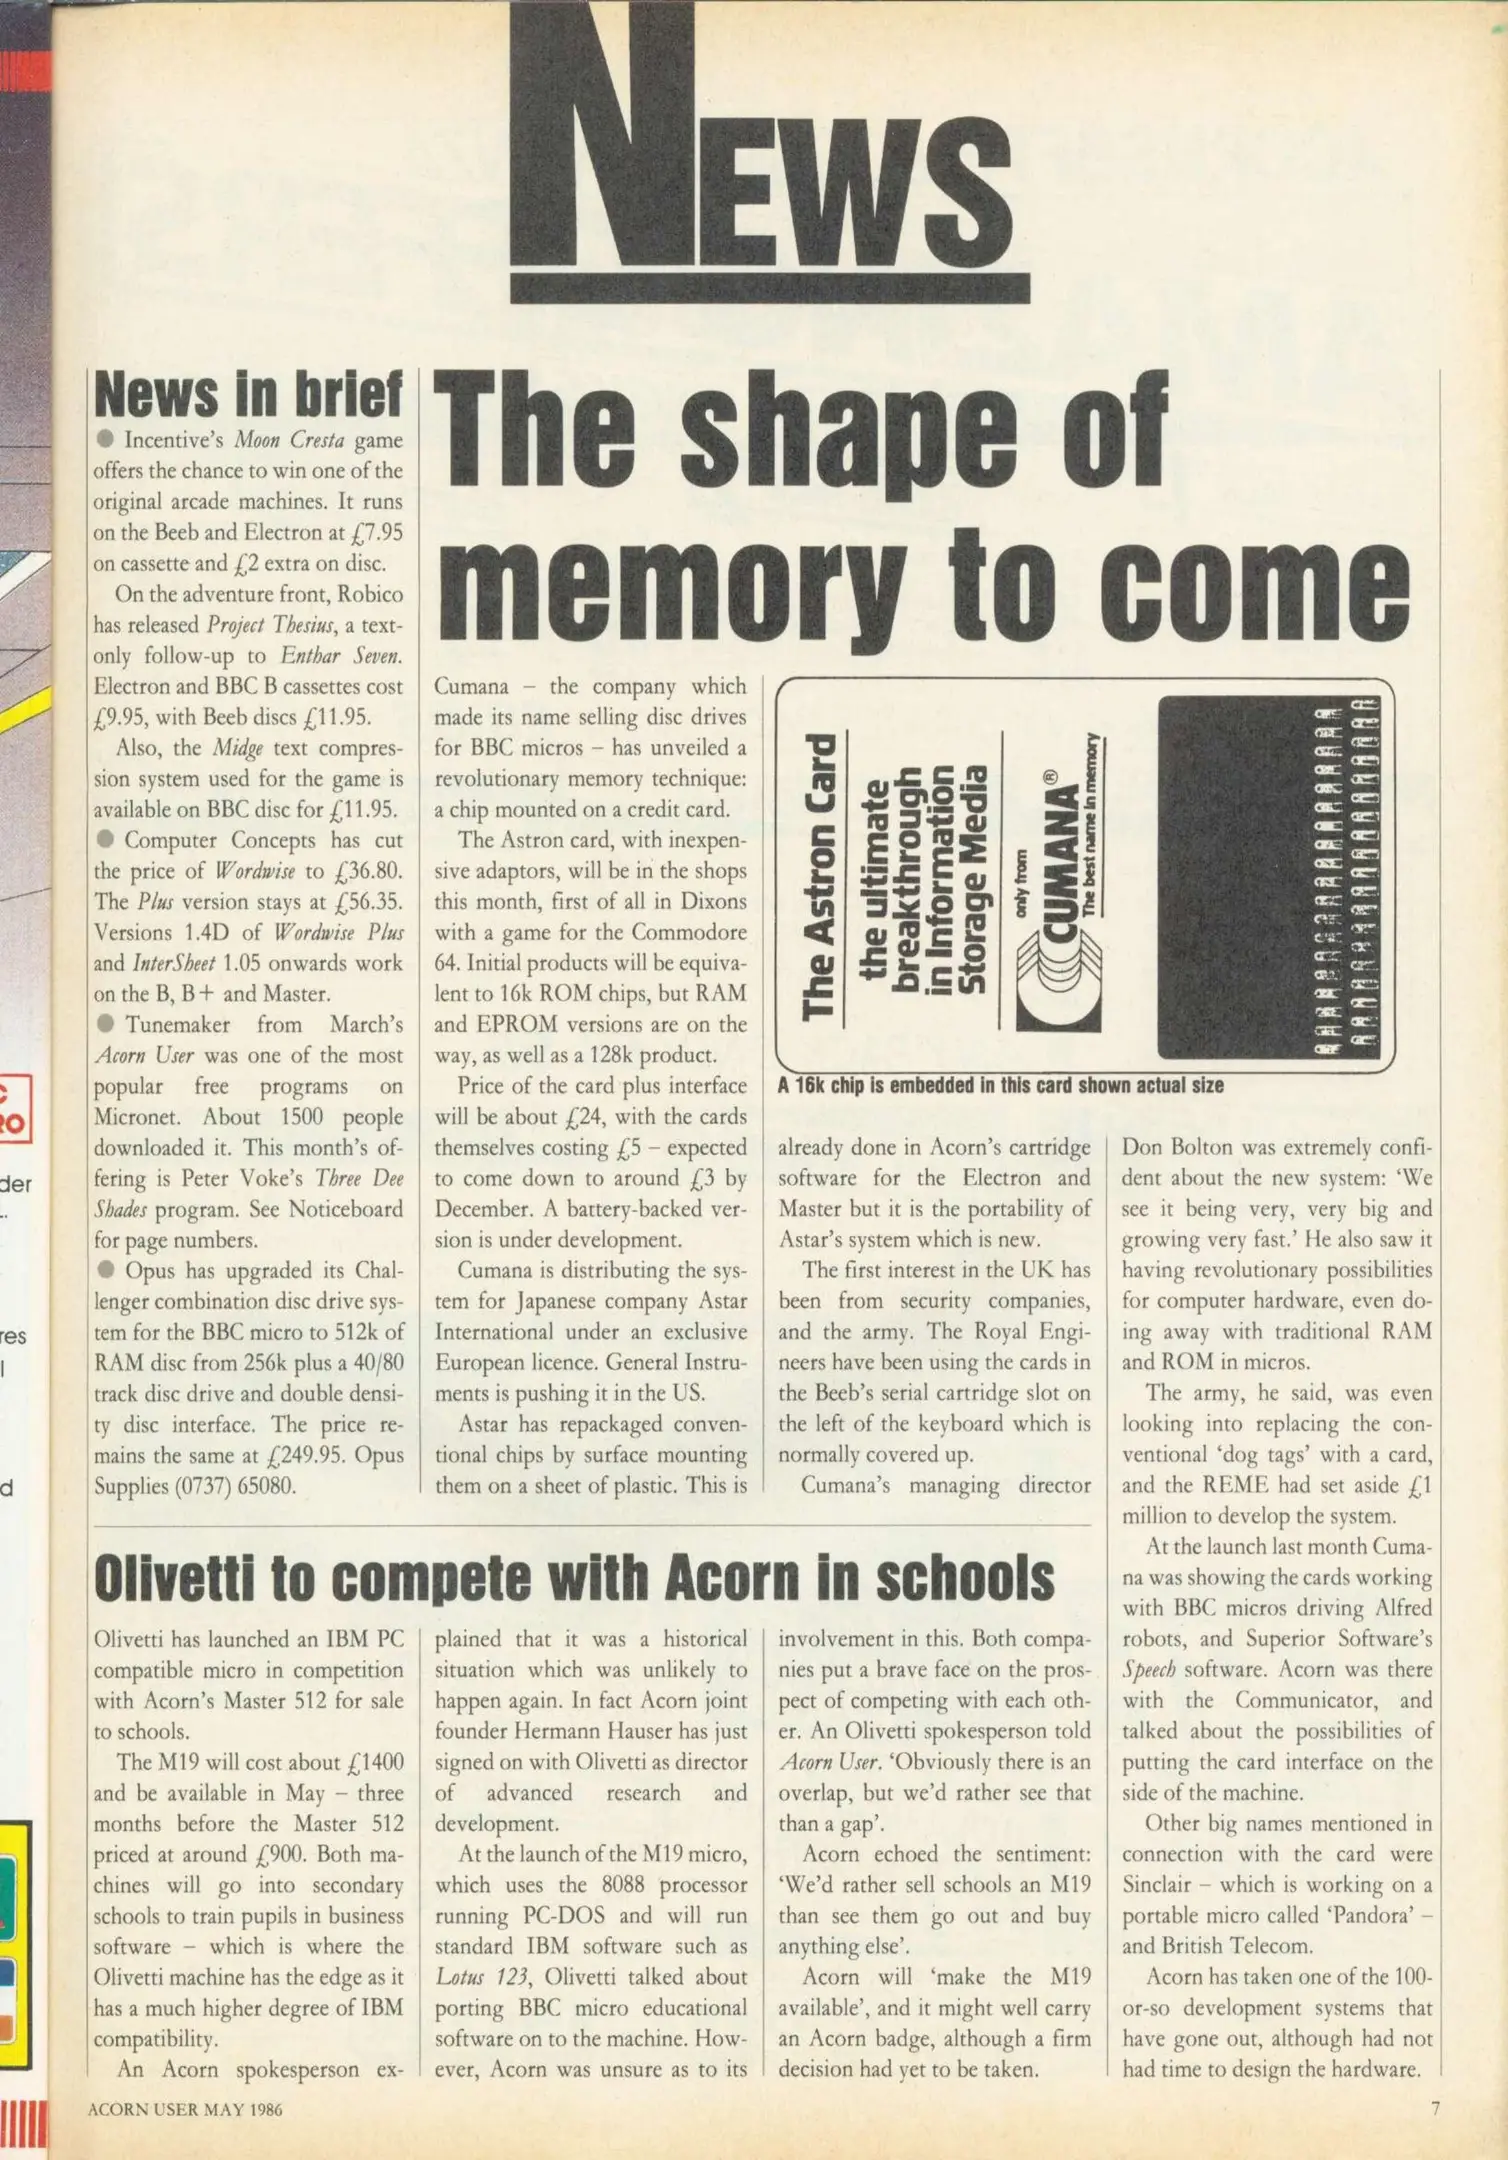 NEWS
News in brief
● Incentive's Moon Cresta game
offers the chance to win one of the
original arcade machines. It runs
on the Beeb and Electron at £7.95
on cassette and £2 extra on disc.
On the adventure front, Robico
has released Project Thesius, a text-
only follow-up to Enthar Seven.
Electron and BBC B cassettes cost
£9.95, with Beeb discs £11.95.
Also, the Midge text compres-
sion system used for the game is
available on BBC disc for £11.95.
● Computer Concepts has cut
the price of Wordwise to £36.80.
The Plus version stays at £56.35.
Versions 1.4D of Wordwise Plus
and InterSheet 1.05 onwards work
on the B, B+ and Master.
● Tunemaker from March's
Acorn User was one of the most
popular free programs on
Micronet. About 1500 people
downloaded it. This month's of-
fering is Peter Voke's Three Dee
Shades program. See Noticeboard
for page numbers.
● Opus has upgraded its Chal-
lenger combination disc drive sys-
tem for the BBC micro to 512k of
RAM disc from 256k plus a 40/80
track disc drive and double densi-
ty disc interface. The price re-
mains the same at £249.95. Opus
Supplies (0737) 65080.
The shape of
memory to come
Cumana – the company which
made its name selling disc drives
for BBC micros – has unveiled a
revolutionary memory technique:
a chip mounted on a credit card.
The Astron card, with inexpen-
sive adaptors, will be in the shops
this month, first of all in Dixons
with a game for the Commodore
64. Initial products will be equiva-
lent to 16k ROM chips, but RAM
and EPROM versions are on the
way, as well as a 128k product.
Price of the card plus interface
will be about £24, with the cards
themselves costing £5 – expected
to come down to around £3 by
December. A battery-backed ver-
sion is under development.
Cumana is distributing the sys-
tem for Japanese company Astar
International under an exclusive
European licence. General Instru-
ments is pushing it in the US.
Astar has repackaged conven-
tional chips by surface mounting
them on a sheet of plastic. This is
The Astron Card
the ultimate
breakthrough
in Information
Storage Media
only from
CUMANA®
The best name in memory
A 16k chip is embedded in this card shown actual size
already done in Acorn's cartridge
software for the Electron and
Master but it is the portability of
Astar's system which is new.
The first interest in the UK has
been from security companies,
and the army. The Royal Engi-
neers have been using the cards in
the Beeb's serial cartridge slot on
the left of the keyboard which is
normally covered up.
Cumana's managing director
Don Bolton was extremely confi-
dent about the new system: 'We
see it being very, very big and
growing very fast.' He also saw it
having revolutionary possibilities
for computer hardware, even do-
ing away with traditional RAM
and ROM in micros.
The army, he said, was even
looking into replacing the con-
ventional 'dog tags' with a card,
and the REME had set aside £1
million to develop the system.
At the launch last month Cuma-
na was showing the cards working
with BBC micros driving Alfred
robots, and Superior Software's
Speech software. Acorn was there
with the Communicator, and
talked about the possibilities of
putting the card interface on the
side of the machine.
Other big names mentioned in
connection with the card were
Sinclair – which is working on a
portable micro called 'Pandora' –
and British Telecom.
Acorn has taken one of the 100-
or-so development systems that
have gone out, although had not
had time to design the hardware.
Olivetti to compete with Acorn in schools
Olivetti has launched an IBM PC
compatible micro in competition
with Acorn's Master 512 for sale
to schools.
The M19 will cost about £1400
and be available in May – three
months before the Master 512
priced at around £900. Both ma-
chines will go into secondary
schools to train pupils in business
software – which is where the
Olivetti machine has the edge as it
has a much higher degree of IBM
compatibility.
An Acorn spokesperson ex-
plained that it was a historical
situation which was unlikely to
happen again. In fact Acorn joint
founder Hermann Hauser has just
signed on with Olivetti as director
of advanced research and
development.
At the launch of the M19 micro,
which uses the 8088 processor
running PC-DOS and will run
standard IBM software such as
Lotus 123, Olivetti talked about
porting BBC micro educational
software on to the machine. How-
ever, Acorn was unsure as to its
involvement in this. Both compa-
nies put a brave face on the pros-
pect of competing with each oth-
er. An Olivetti spokesperson told
Acorn User. 'Obviously there is an
overlap, but we'd rather see that
than a gap'.
Acorn echoed the sentiment:
'We'd rather sell schools an M19
than see them go out and buy
anything else'.
Acorn will 'make the M19
available', and it might well carry
an Acorn badge, although a firm
decision had yet to be taken.
ACORN USER MAY 1986
7